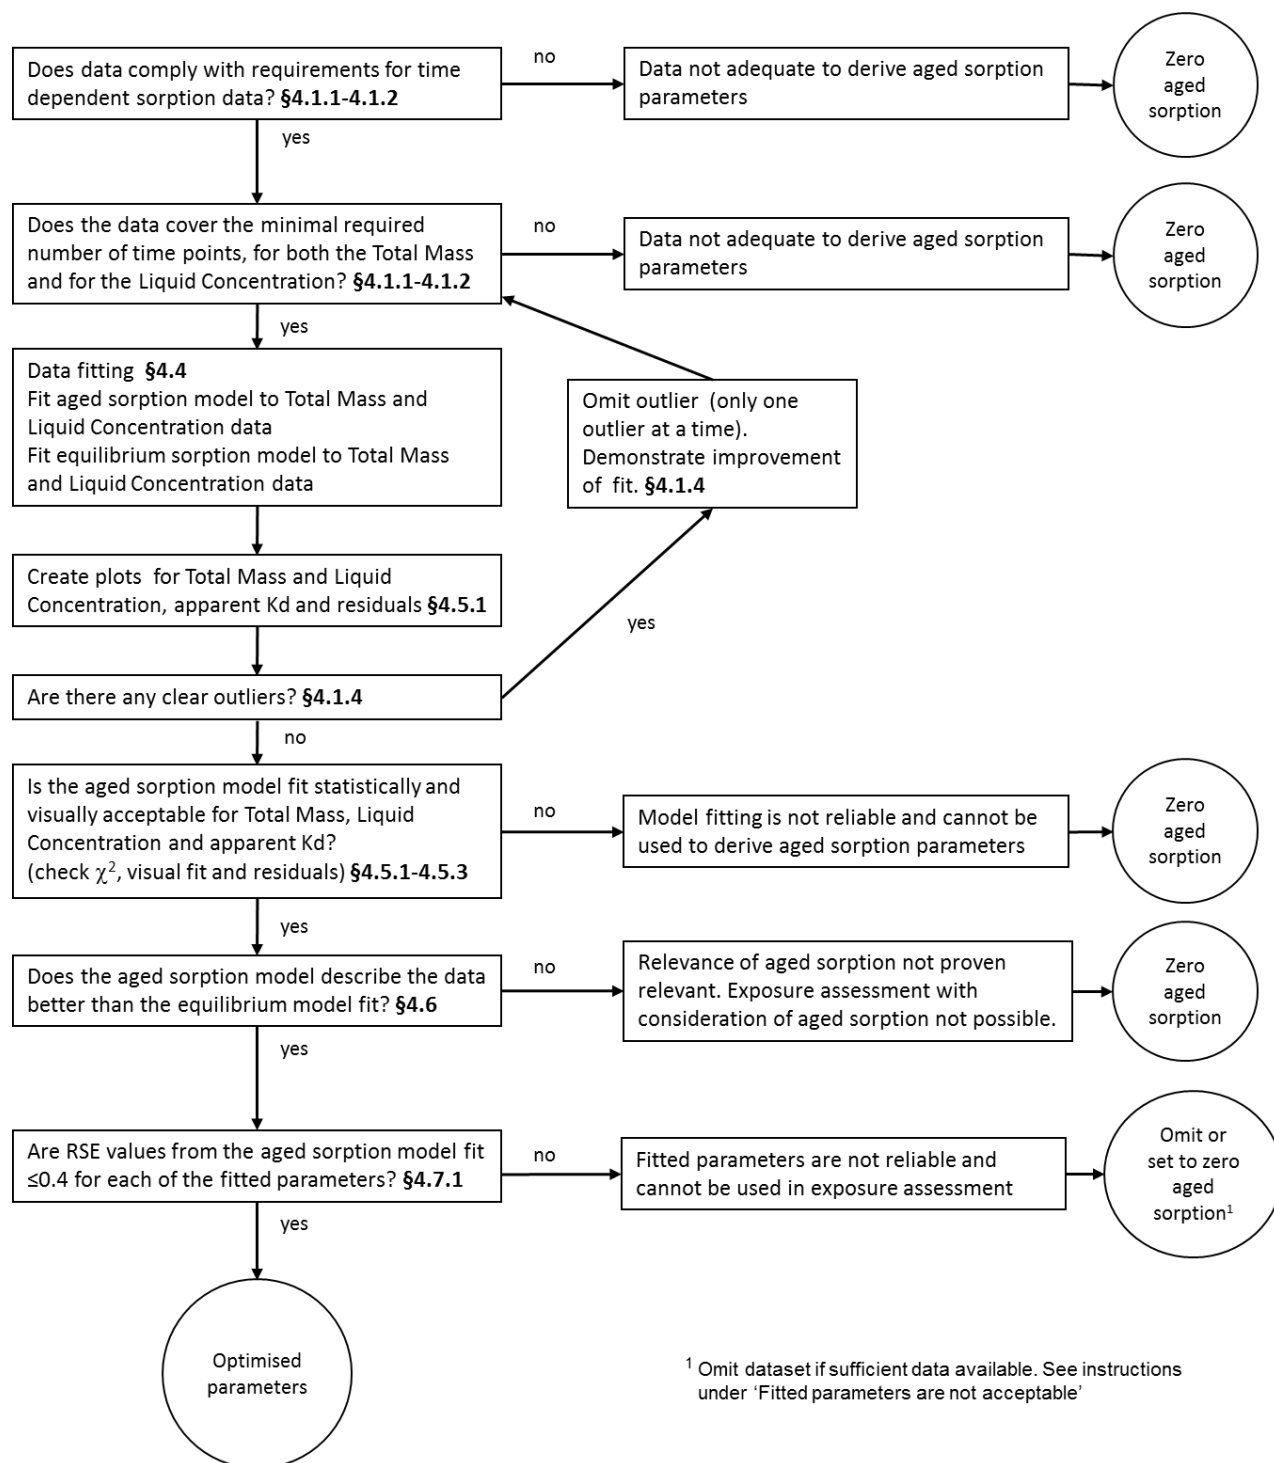 Does data comply with requirements for time
dependent sorption data? §4.1.1-4.1.2
no
Data not adequate to derive aged sorption
parameters
Zero
aged
sorption
yes
Does the data cover the minimal required
number of time points, for both the Total Mass
and for the Liquid Concentration? §4.1.1-4.1.2
no
Data not adequate to derive aged sorption
parameters
Zero
aged
sorption
yes
Data fitting §4.4
Fit aged sorption model to Total Mass and
Liquid Concentration data
Fit equilibrium sorption model to Total Mass
and Liquid Concentration data
Omit outlier (only one
outlier at a time).
Demonstrate improvement
of fit. §4.1.4
Create plots for Total Mass and Liquid
Concentration, apparent Kd and residuals §4.5.1
yes
Are there any clear outliers? §4.1.4
no
Is the aged sorption model fit statistically and
visually acceptable for Total Mass, Liquid
Concentration and apparent Kd?
(check χ², visual fit and residuals) §4.5.1-4.5.3
no
Model fitting is not reliable and cannot be
used to derive aged sorption parameters
Zero
aged
sorption
yes
Does the aged sorption model describe the data
better than the equilibrium model fit? §4.6
no
Relevance of aged sorption not proven
relevant. Exposure assessment with
consideration of aged sorption not possible.
Zero
aged
sorption
yes
Are RSE values from the aged sorption model fit
≤0.4 for each of the fitted parameters? §4.7.1
no
Fitted parameters are not reliable and
cannot be used in exposure assessment
Omit or
set to zero
aged
sorption¹
yes
Optimised
parameters
¹ Omit dataset if sufficient data available. See instructions
under ‘Fitted parameters are not acceptable’